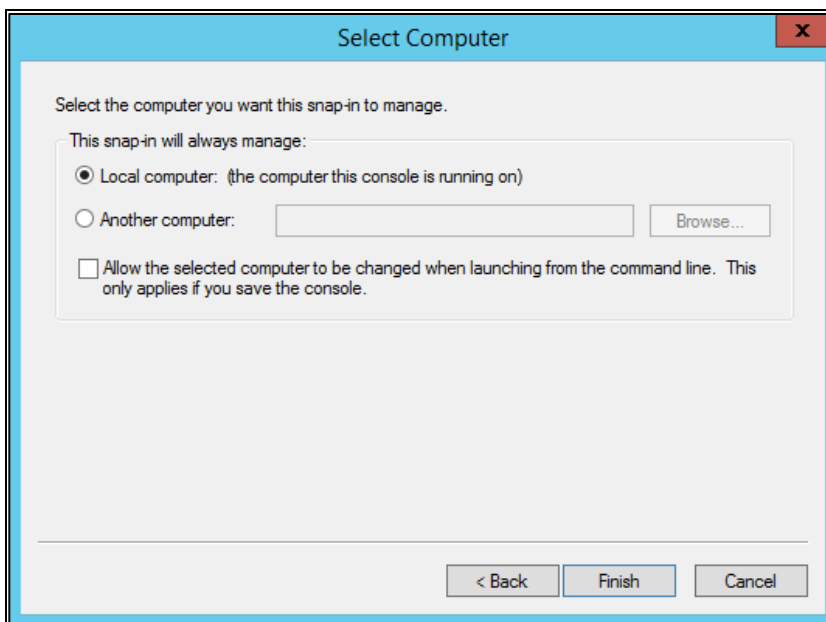 Select Computer
x
Select the computer you want this snap-in to manage.
This snap-in will always manage:
Local computer: (the computer this console is running on)
Another computer:
Browse...
Allow the selected computer to be changed when launching from the command line. This
only applies if you save the console.
< Back
Finish
Cancel